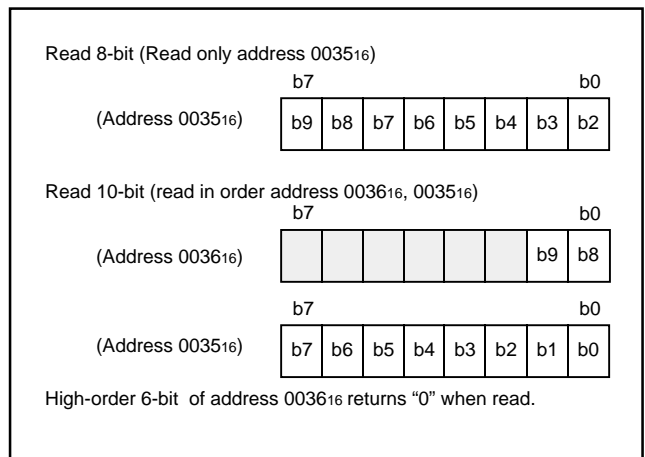 Read 8-bit (Read only address 003516)
b7 b0
(Address 003516) b9 b8 b7 b6 b5 b4 b3 b2
Read 10-bit (read in order address 003616, 003516)
b7 b0
(Address 003616) b9 b8
b7 b0
(Address 003516) b7 b6 b5 b4 b3 b2 b1 b0
High-order 6-bit of address 003616 returns “0” when read.